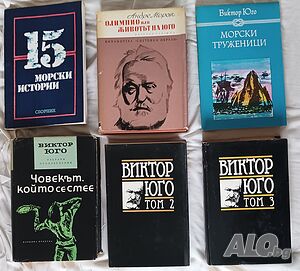 15
МОРСКИ
ИСТОРИИ
СБОРНИК
Андре Мороа
ОЛИМПИО ИЛИ
ЖИВОТЪТ НА ЮГО
Виктор Юго
МОРСКИ
ТРУЖЕНИЦИ
ВИКТОР
ЮГО
ЧОВЕКЪТ,
КОЙТО СЕ СМЕЕ
ВИКТОР
ЮГО
ТОМ 2
ВИКТОР
ЮГО
ТОМ 3
ALO.bg